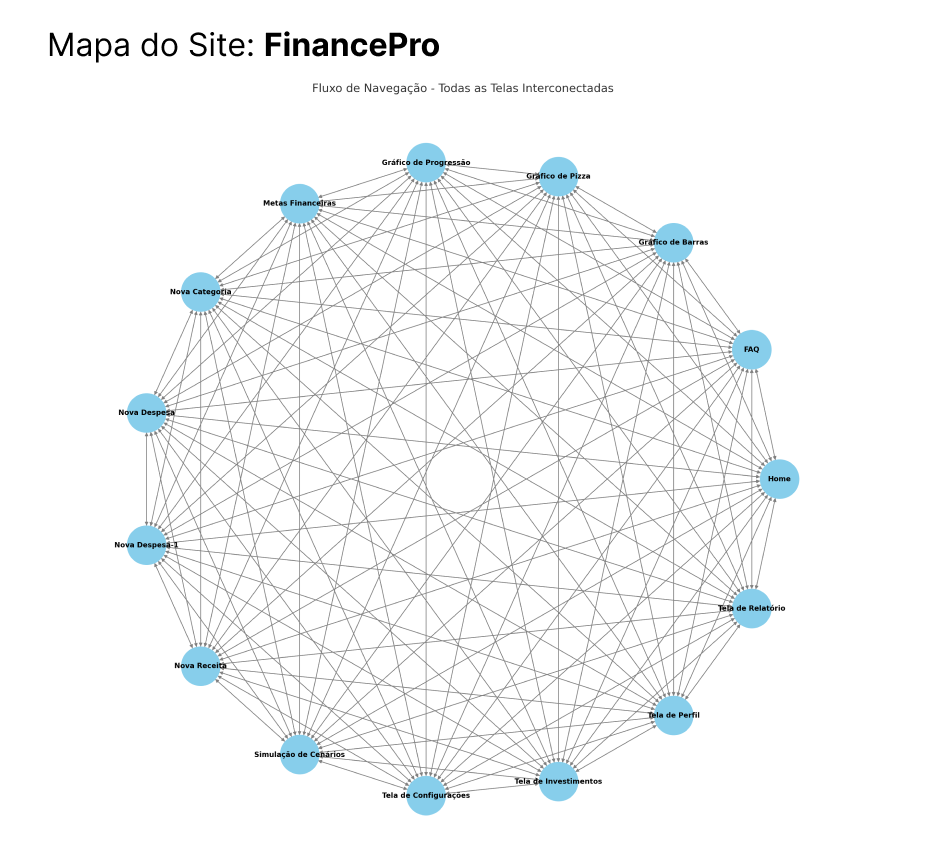 Mapa do Site: FinancePro
Fluxo de Navegação - Todas as Telas Interconectadas
Gráfico de Progressão
Gráfico de Pizza
Metas Financeiras
Gráfico de Barras
Nova Categoria
FAQ
Nova Despesa
Home
Nova Despesa-1
Tela de Relatório
Nova Receita
Tela de Perfil
Simulação de Cenários
Tela de Investimentos
Tela de Configurações